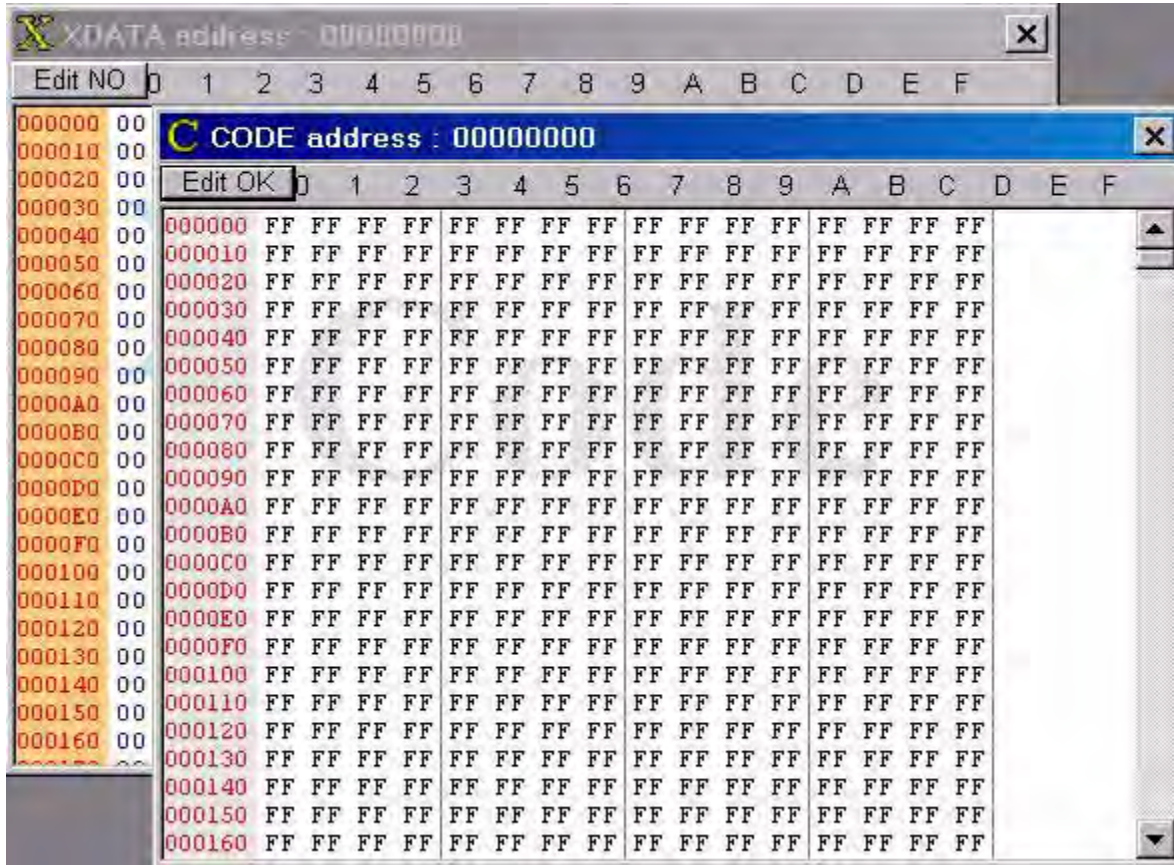 XDATA address : 00000000
Edit NO 0 1 2 3 4 5 6 7 8 9 A B C D E F
000000 00
000010 00
000020 00
000030 00
000040 00
000050 00
000060 00
000070 00
000080 00
000090 00
0000A0 00
0000B0 00
0000C0 00
0000D0 00
0000E0 00
0000F0 00
000100 00
000110 00
000120 00
000130 00
000140 00
000150 00
000160 00
C CODE address : 00000000
Edit OK 0 1 2 3 4 5 6 7 8 9 A B C D E F
000000 FF FF FF FF FF FF FF FF FF FF FF FF FF FF FF FF
000010 FF FF FF FF FF FF FF FF FF FF FF FF FF FF FF FF
000020 FF FF FF FF FF FF FF FF FF FF FF FF FF FF FF FF
000030 FF FF FF FF FF FF FF FF FF FF FF FF FF FF FF FF
000040 FF FF FF FF FF FF FF FF FF FF FF FF FF FF FF FF
000050 FF FF FF FF FF FF FF FF FF FF FF FF FF FF FF FF
000060 FF FF FF FF FF FF FF FF FF FF FF FF FF FF FF FF
000070 FF FF FF FF FF FF FF FF FF FF FF FF FF FF FF FF
000080 FF FF FF FF FF FF FF FF FF FF FF FF FF FF FF FF
000090 FF FF FF FF FF FF FF FF FF FF FF FF FF FF FF FF
0000A0 FF FF FF FF FF FF FF FF FF FF FF FF FF FF FF FF
0000B0 FF FF FF FF FF FF FF FF FF FF FF FF FF FF FF FF
0000C0 FF FF FF FF FF FF FF FF FF FF FF FF FF FF FF FF
0000D0 FF FF FF FF FF FF FF FF FF FF FF FF FF FF FF FF
0000E0 FF FF FF FF FF FF FF FF FF FF FF FF FF FF FF FF
0000F0 FF FF FF FF FF FF FF FF FF FF FF FF FF FF FF FF
000100 FF FF FF FF FF FF FF FF FF FF FF FF FF FF FF FF
000110 FF FF FF FF FF FF FF FF FF FF FF FF FF FF FF FF
000120 FF FF FF FF FF FF FF FF FF FF FF FF FF FF FF FF
000130 FF FF FF FF FF FF FF FF FF FF FF FF FF FF FF FF
000140 FF FF FF FF FF FF FF FF FF FF FF FF FF FF FF FF
000150 FF FF FF FF FF FF FF FF FF FF FF FF FF FF FF FF
000160 FF FF FF FF FF FF FF FF FF FF FF FF FF FF FF FF
Code